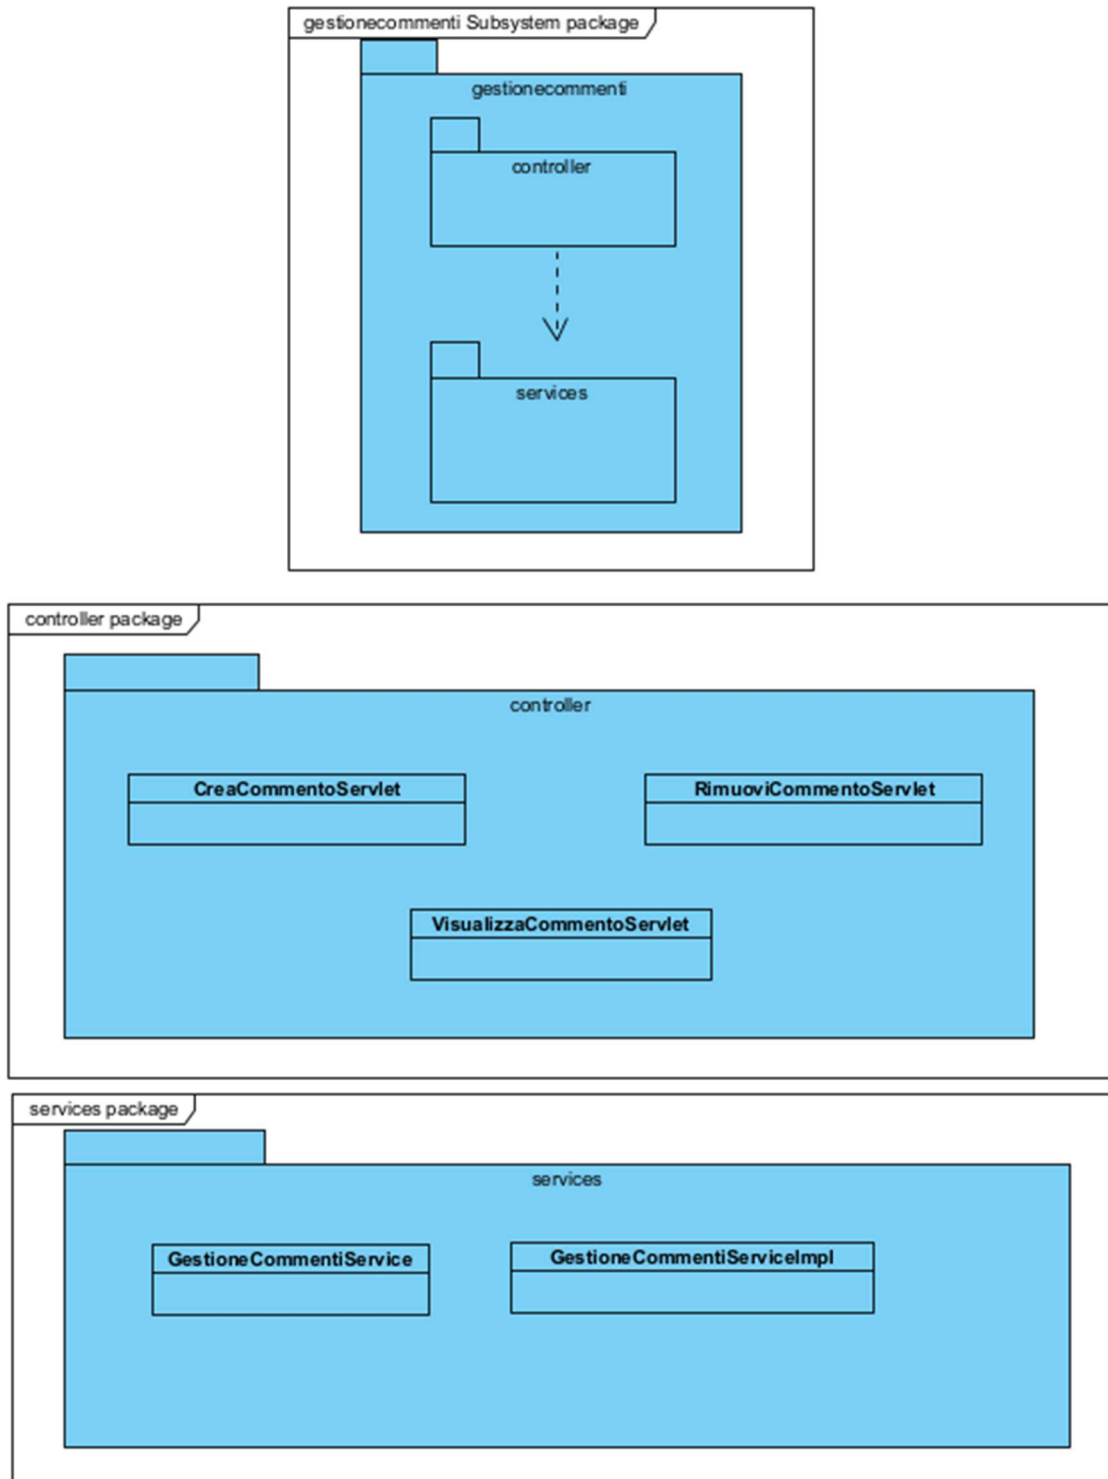 gestionecommenti Subsystem package
gestionecommenti
controller
services
controller package
controller
CreaCommentoServlet
RimuoviCommentoServlet
VisualizzaCommentoServlet
services package
services
GestioneCommentiService
GestioneCommentiServiceImpl